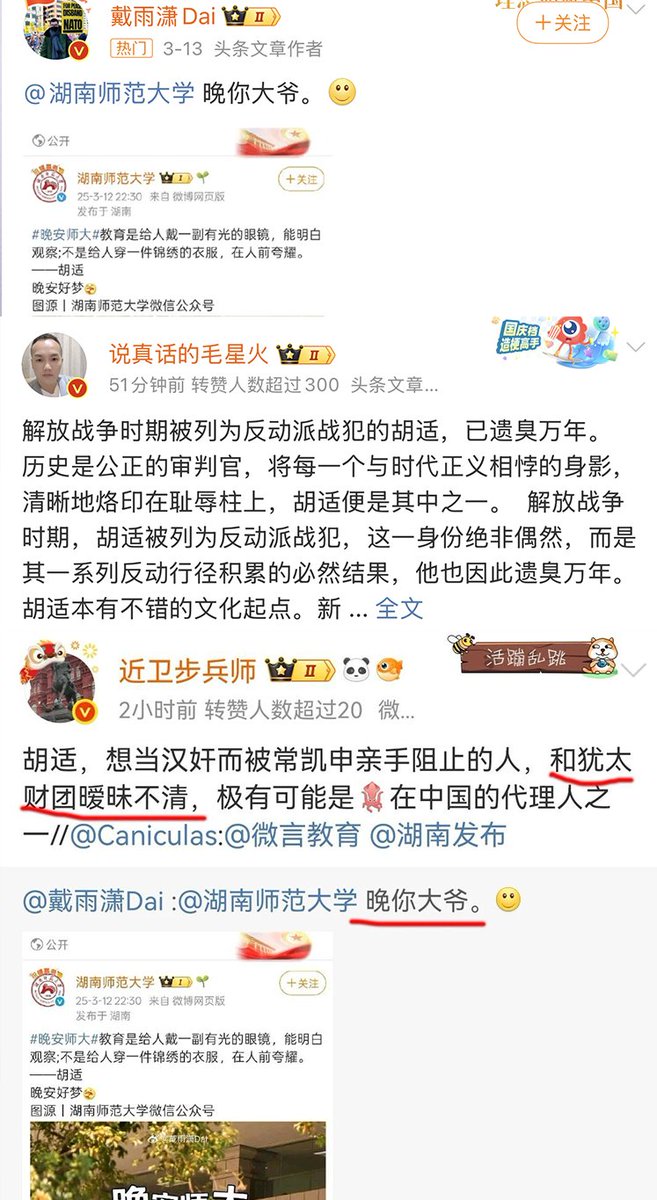 戴雨潇Dai II
热门 3-13 头条文章作者
+关注
@湖南师范大学 晚你大爷。
公开
湖南师范大学 I
+关注
25-3-12 22:30 来自 微博网页版
发布于 湖南
#晚安师大#教育是给人戴一副有光的眼镜，能明白
观察;不是给人穿一件锦绣的衣服，在人前夸耀。
——胡适
晚安好梦
图源丨湖南师范大学微信公众号
说真话的毛星火 II
国庆档
造梗高手
51分钟前 转赞人数超过300 头条文章...
解放战争时期被列为反动派战犯的胡适，已遗臭万年。
历史是公正的审判官，将每一个与时代正义相悖的身影，
清晰地烙印在耻辱柱上，胡适便是其中之一。 解放战争
时期，胡适被列为反动派战犯，这一身份绝非偶然，而是
其一系列反动行径积累的必然结果，他也因此遗臭万年。
胡适本有不错的文化起点。新 ... 全文
近卫步兵师 II
活蹦乱跳
2小时前 转赞人数超过20 微...
胡适，想当汉奸而被常凯申亲手阻止的人，和犹太
财团暧昧不清，极有可能是🦑在中国的代理人之
一//@Caniculas:@微言教育 @湖南发布
@戴雨潇Dai :@湖南师范大学 晚你大爷。
公开
湖南师范大学 I
+关注
25-3-12 22:30 来自 微博网页版
发布于 湖南
#晚安师大#教育是给人戴一副有光的眼镜，能明白
观察;不是给人穿一件锦绣的衣服，在人前夸耀。
——胡适
晚安好梦
图源丨湖南师范大学微信公众号
@戴雨潇Dai
晚安师大